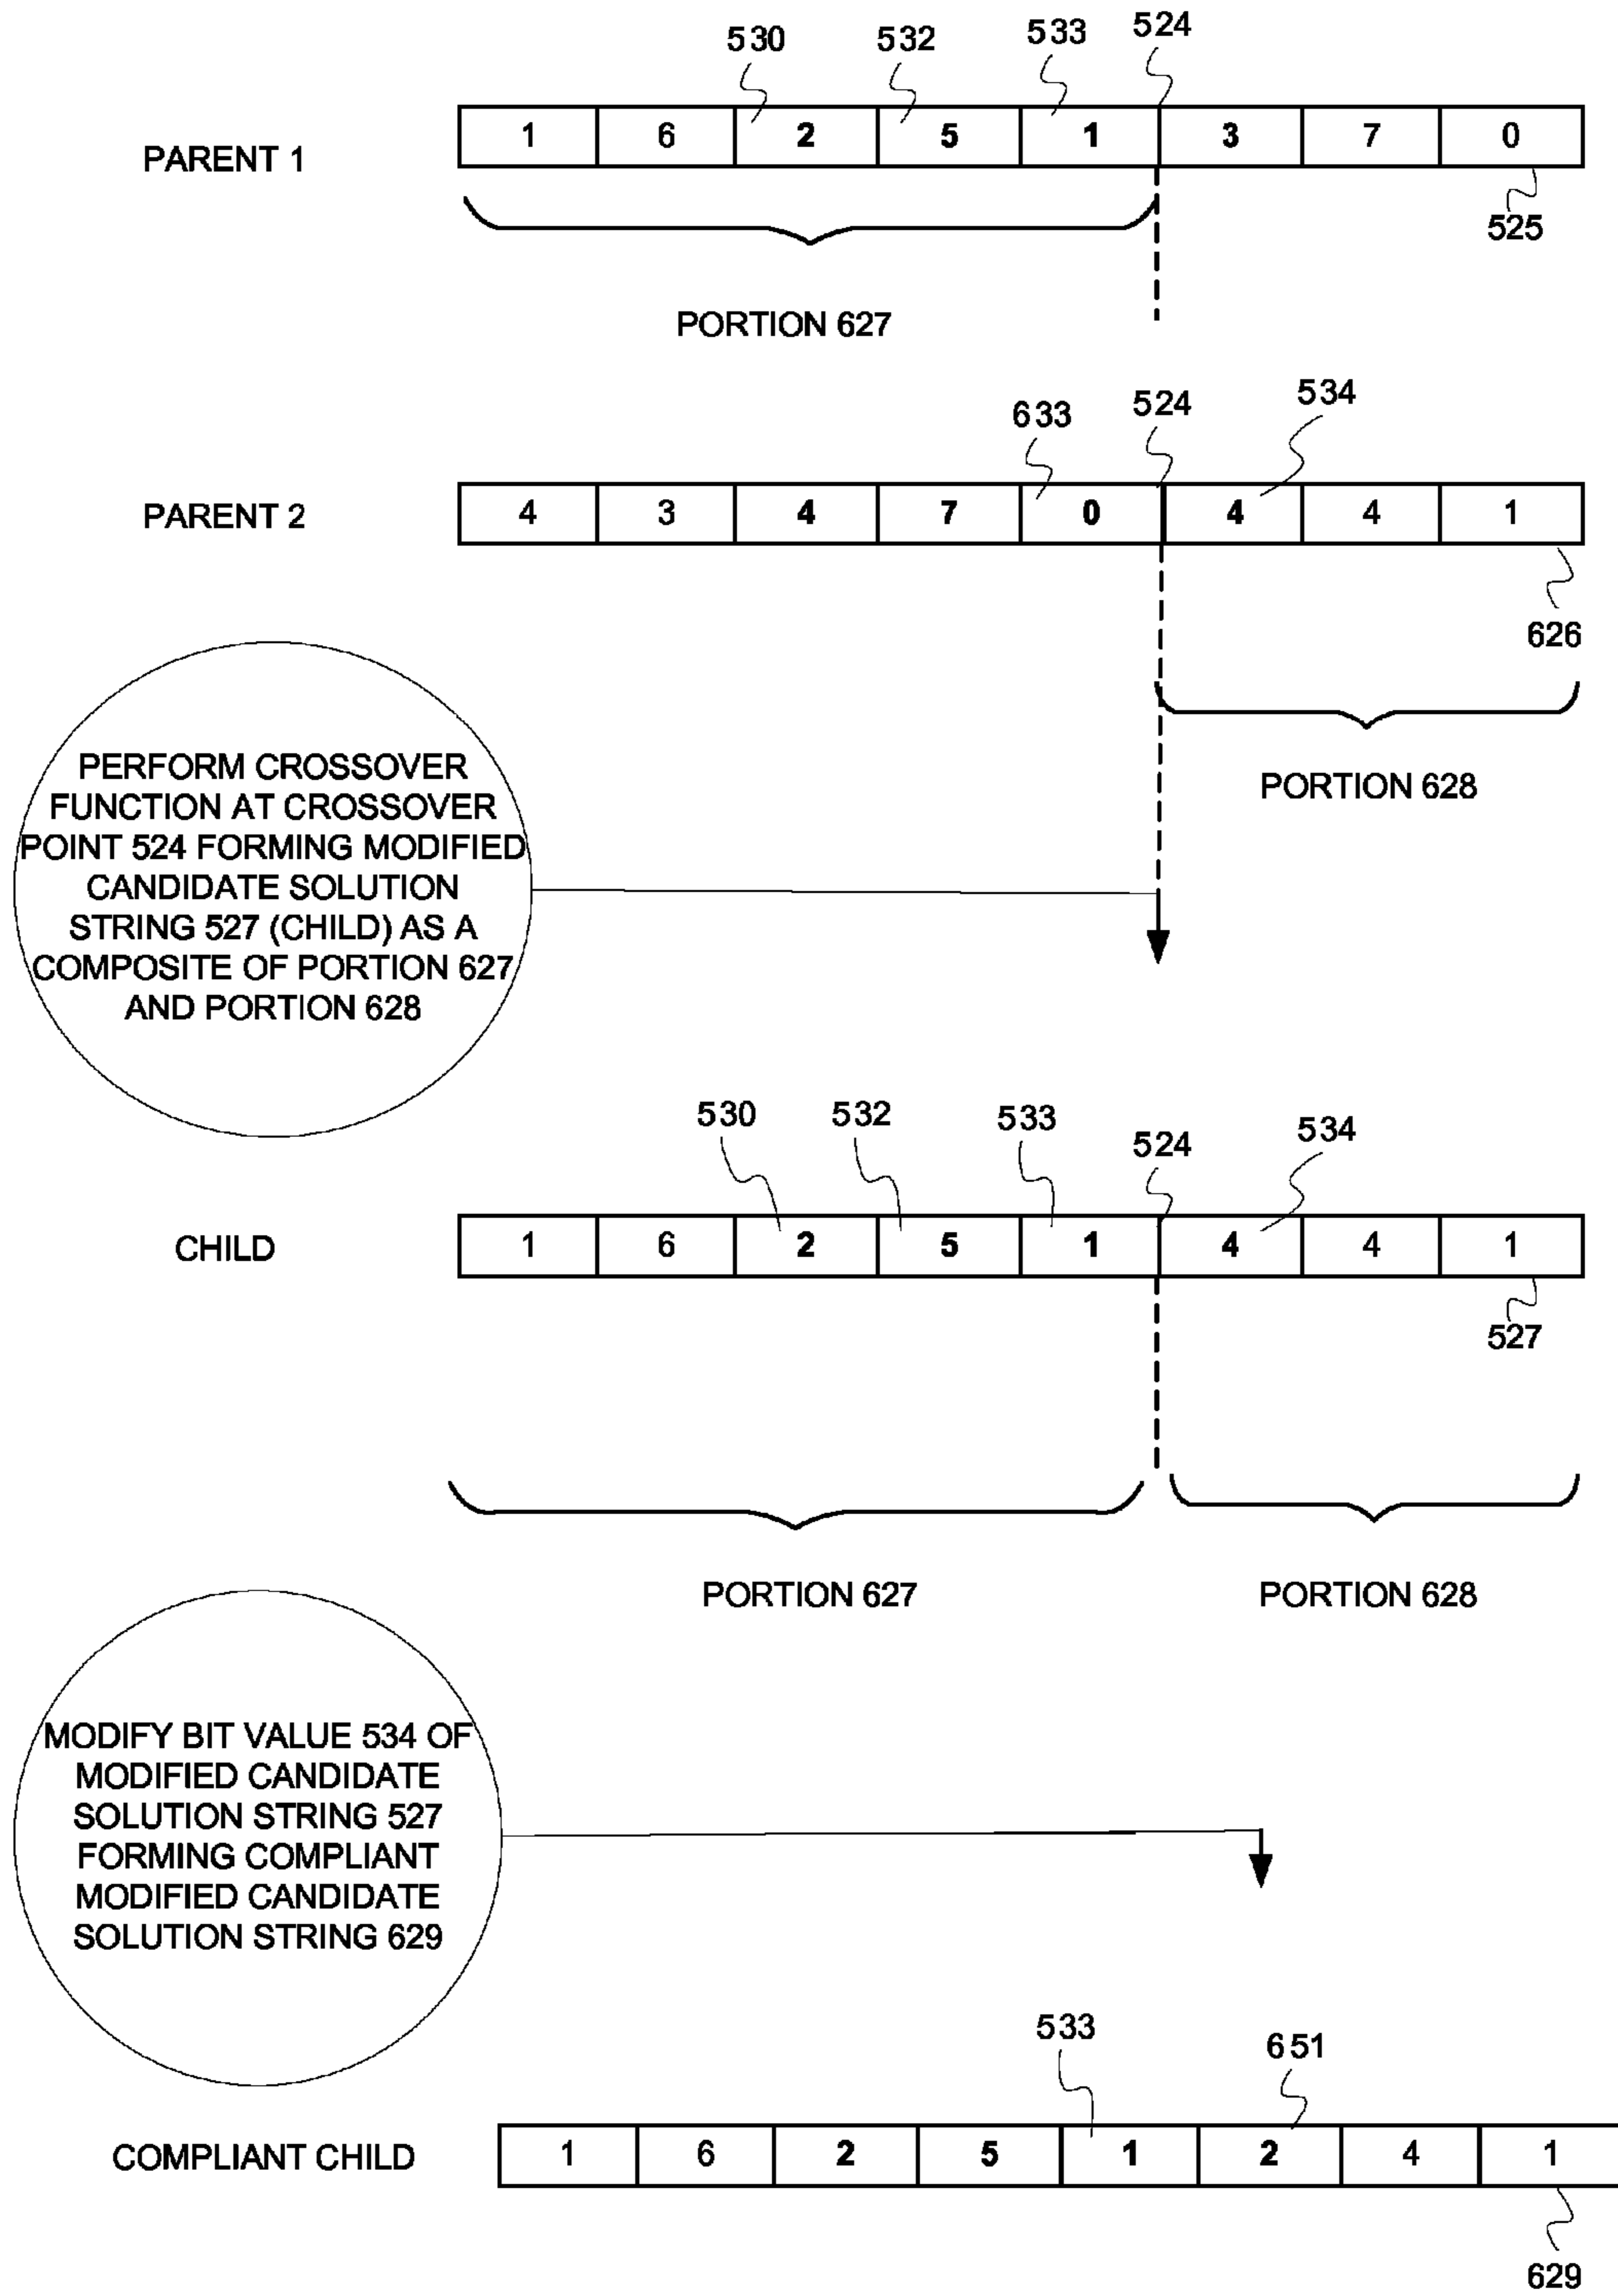 530 532 533 524
PARENT 1 1 6 2 5 1 3 7 0
525
PORTION 627
633 524 534
PARENT 2 4 3 4 7 0 4 4 1
626
PORTION 628
PERFORM CROSSOVER
FUNCTION AT CROSSOVER
POINT 524 FORMING MODIFIED
CANDIDATE SOLUTION
STRING 527 (CHILD) AS A
COMPOSITE OF PORTION 627
AND PORTION 628
530 532 533 524 534
CHILD 1 6 2 5 1 4 4 1
527
PORTION 627 PORTION 628
MODIFY BIT VALUE 534 OF
MODIFIED CANDIDATE
SOLUTION STRING 527
FORMING COMPLIANT
MODIFIED CANDIDATE
SOLUTION STRING 629
533 651
COMPLIANT CHILD 1 6 2 5 1 2 4 1
629